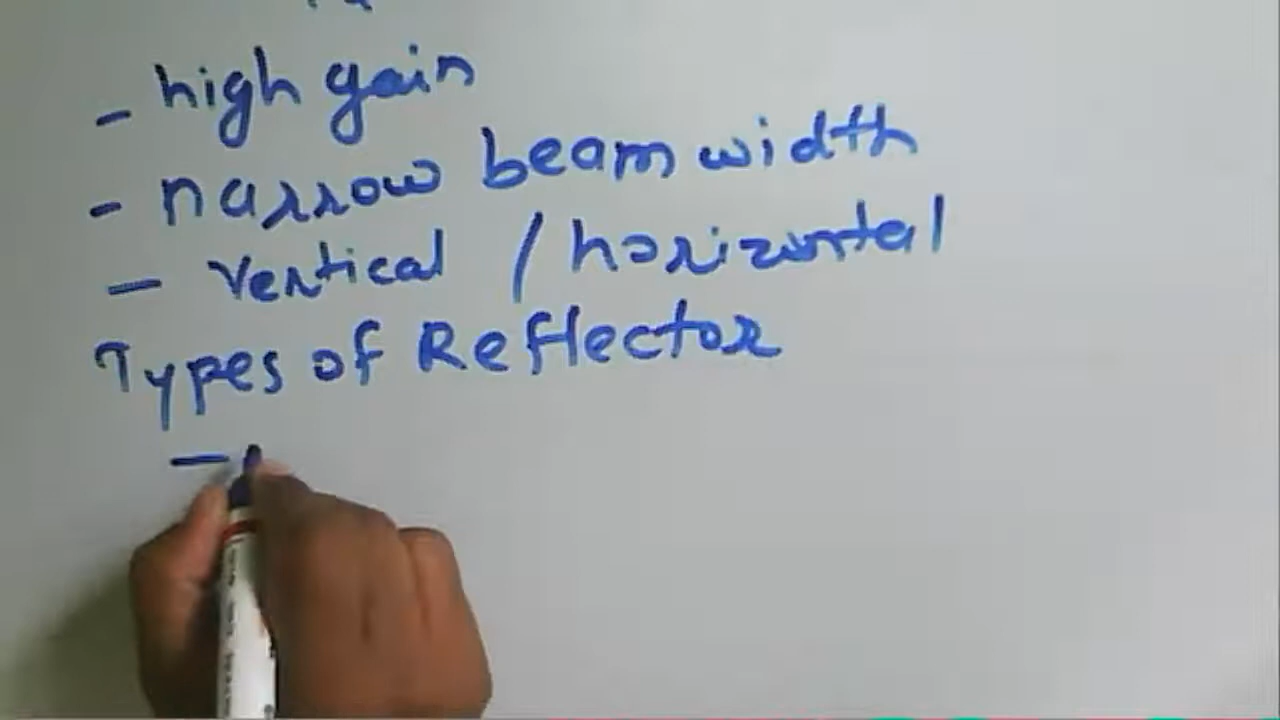 - high gain
- narrow beam width
- Vertical / horizontal
Types of Reflector
-